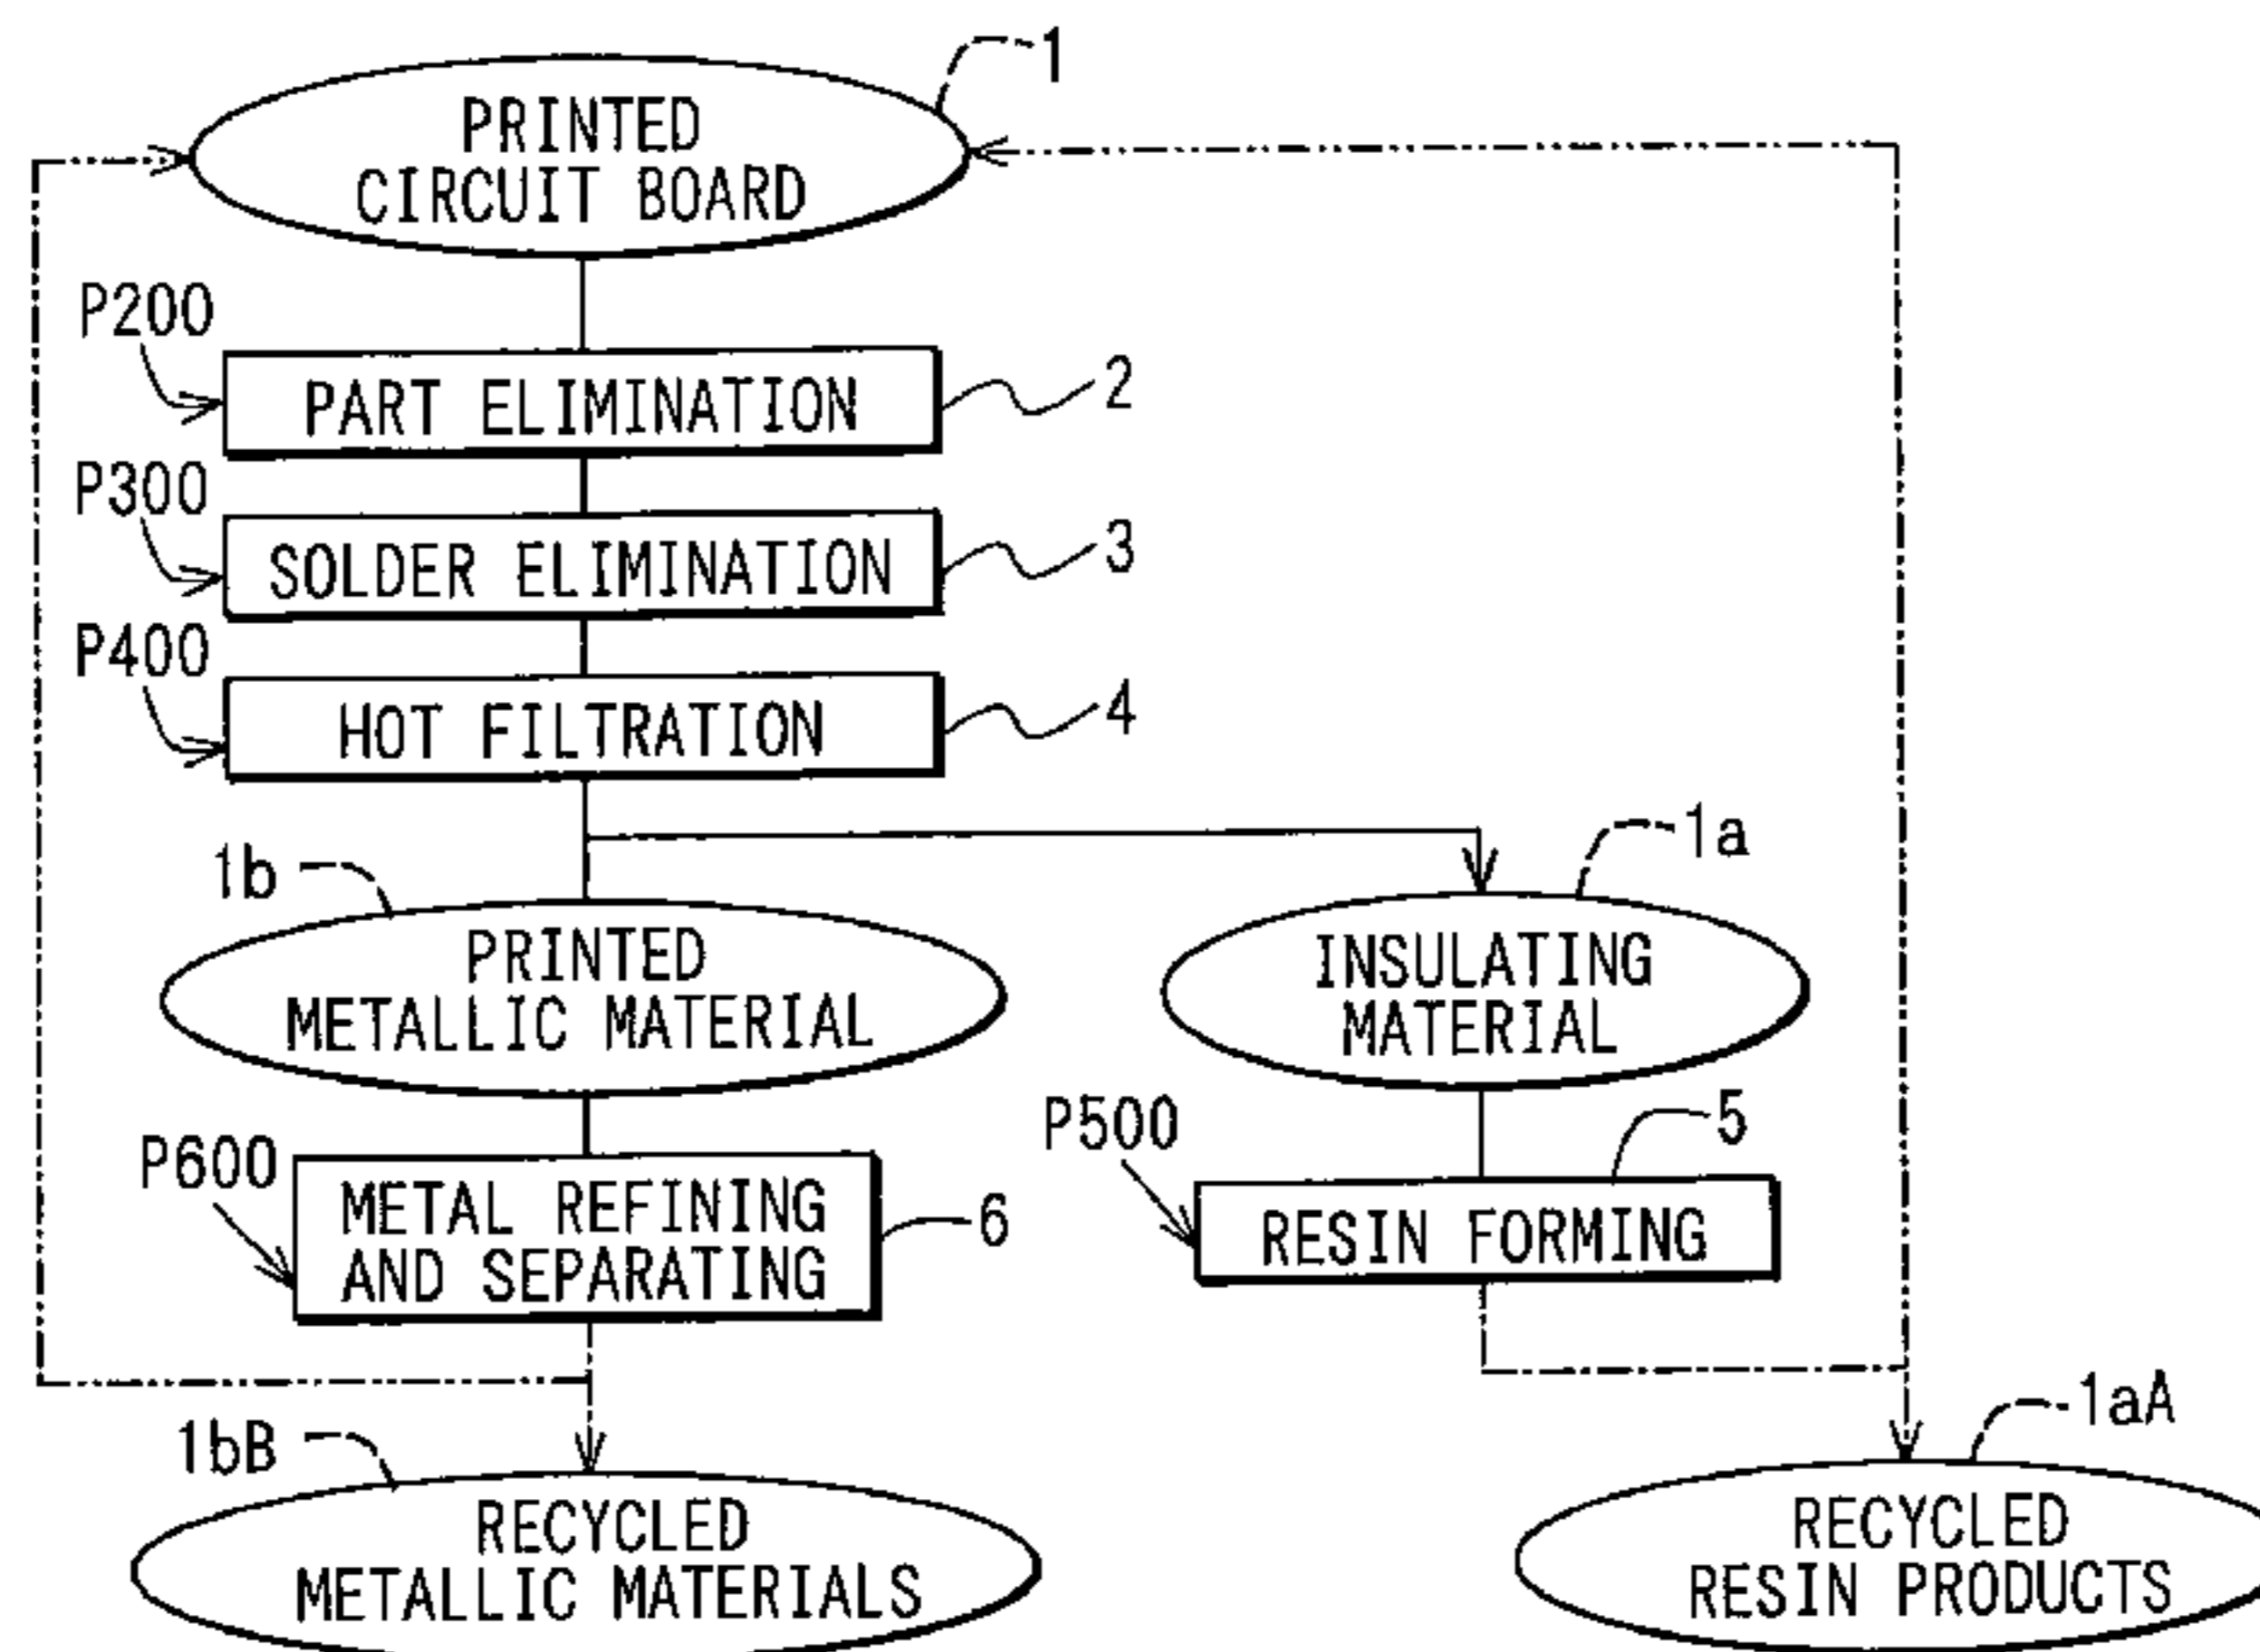 1
PRINTED
CIRCUIT BOARD
P200
PART ELIMINATION
2
P300
SOLDER ELIMINATION
3
P400
HOT FILTRATION
4
1b
PRINTED
METALLIC MATERIAL
1a
INSULATING
MATERIAL
P600
METAL REFINING
AND SEPARATING
6
P500
5
RESIN FORMING
1bB
RECYCLED
METALLIC MATERIALS
1aA
RECYCLED
RESIN PRODUCTS